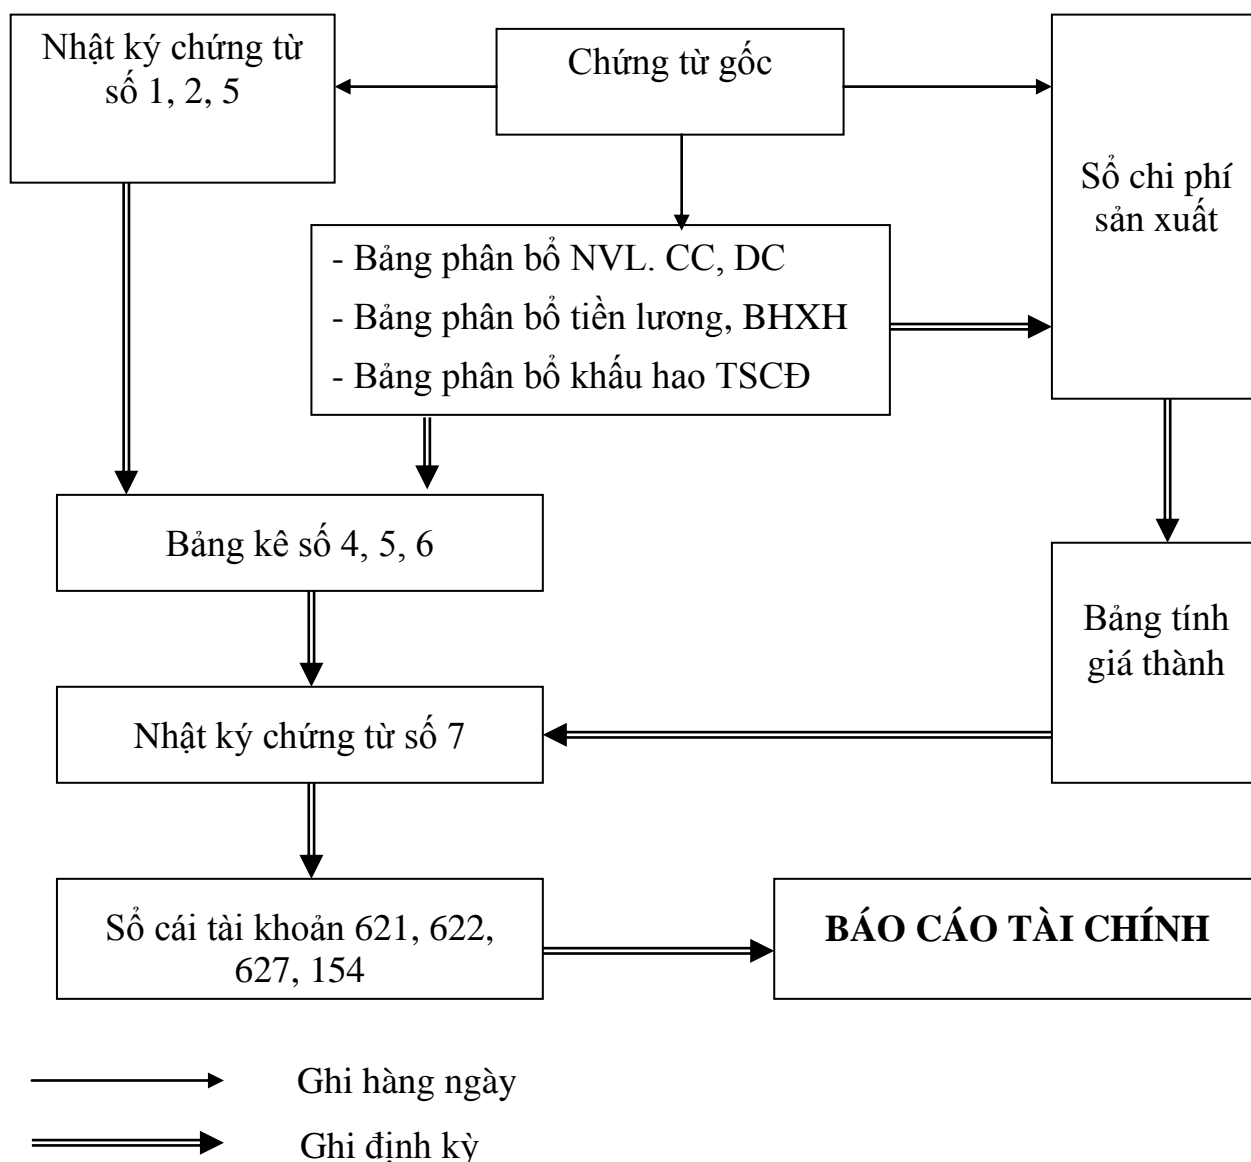 Nhật ký chứng từ
số 1, 2, 5
Chứng từ gốc
Sổ chi phí
sản xuất
- Bảng phân bổ NVL. CC, DC
- Bảng phân bổ tiền lương, BHXH
- Bảng phân bổ khấu hao TSCĐ
Bảng kê số 4, 5, 6
Bảng tính
giá thành
Nhật ký chứng từ số 7
Sổ cái tài khoản 621, 622,
627, 154
BÁO CÁO TÀI CHÍNH
Ghi hàng ngày
Ghi định kỳ